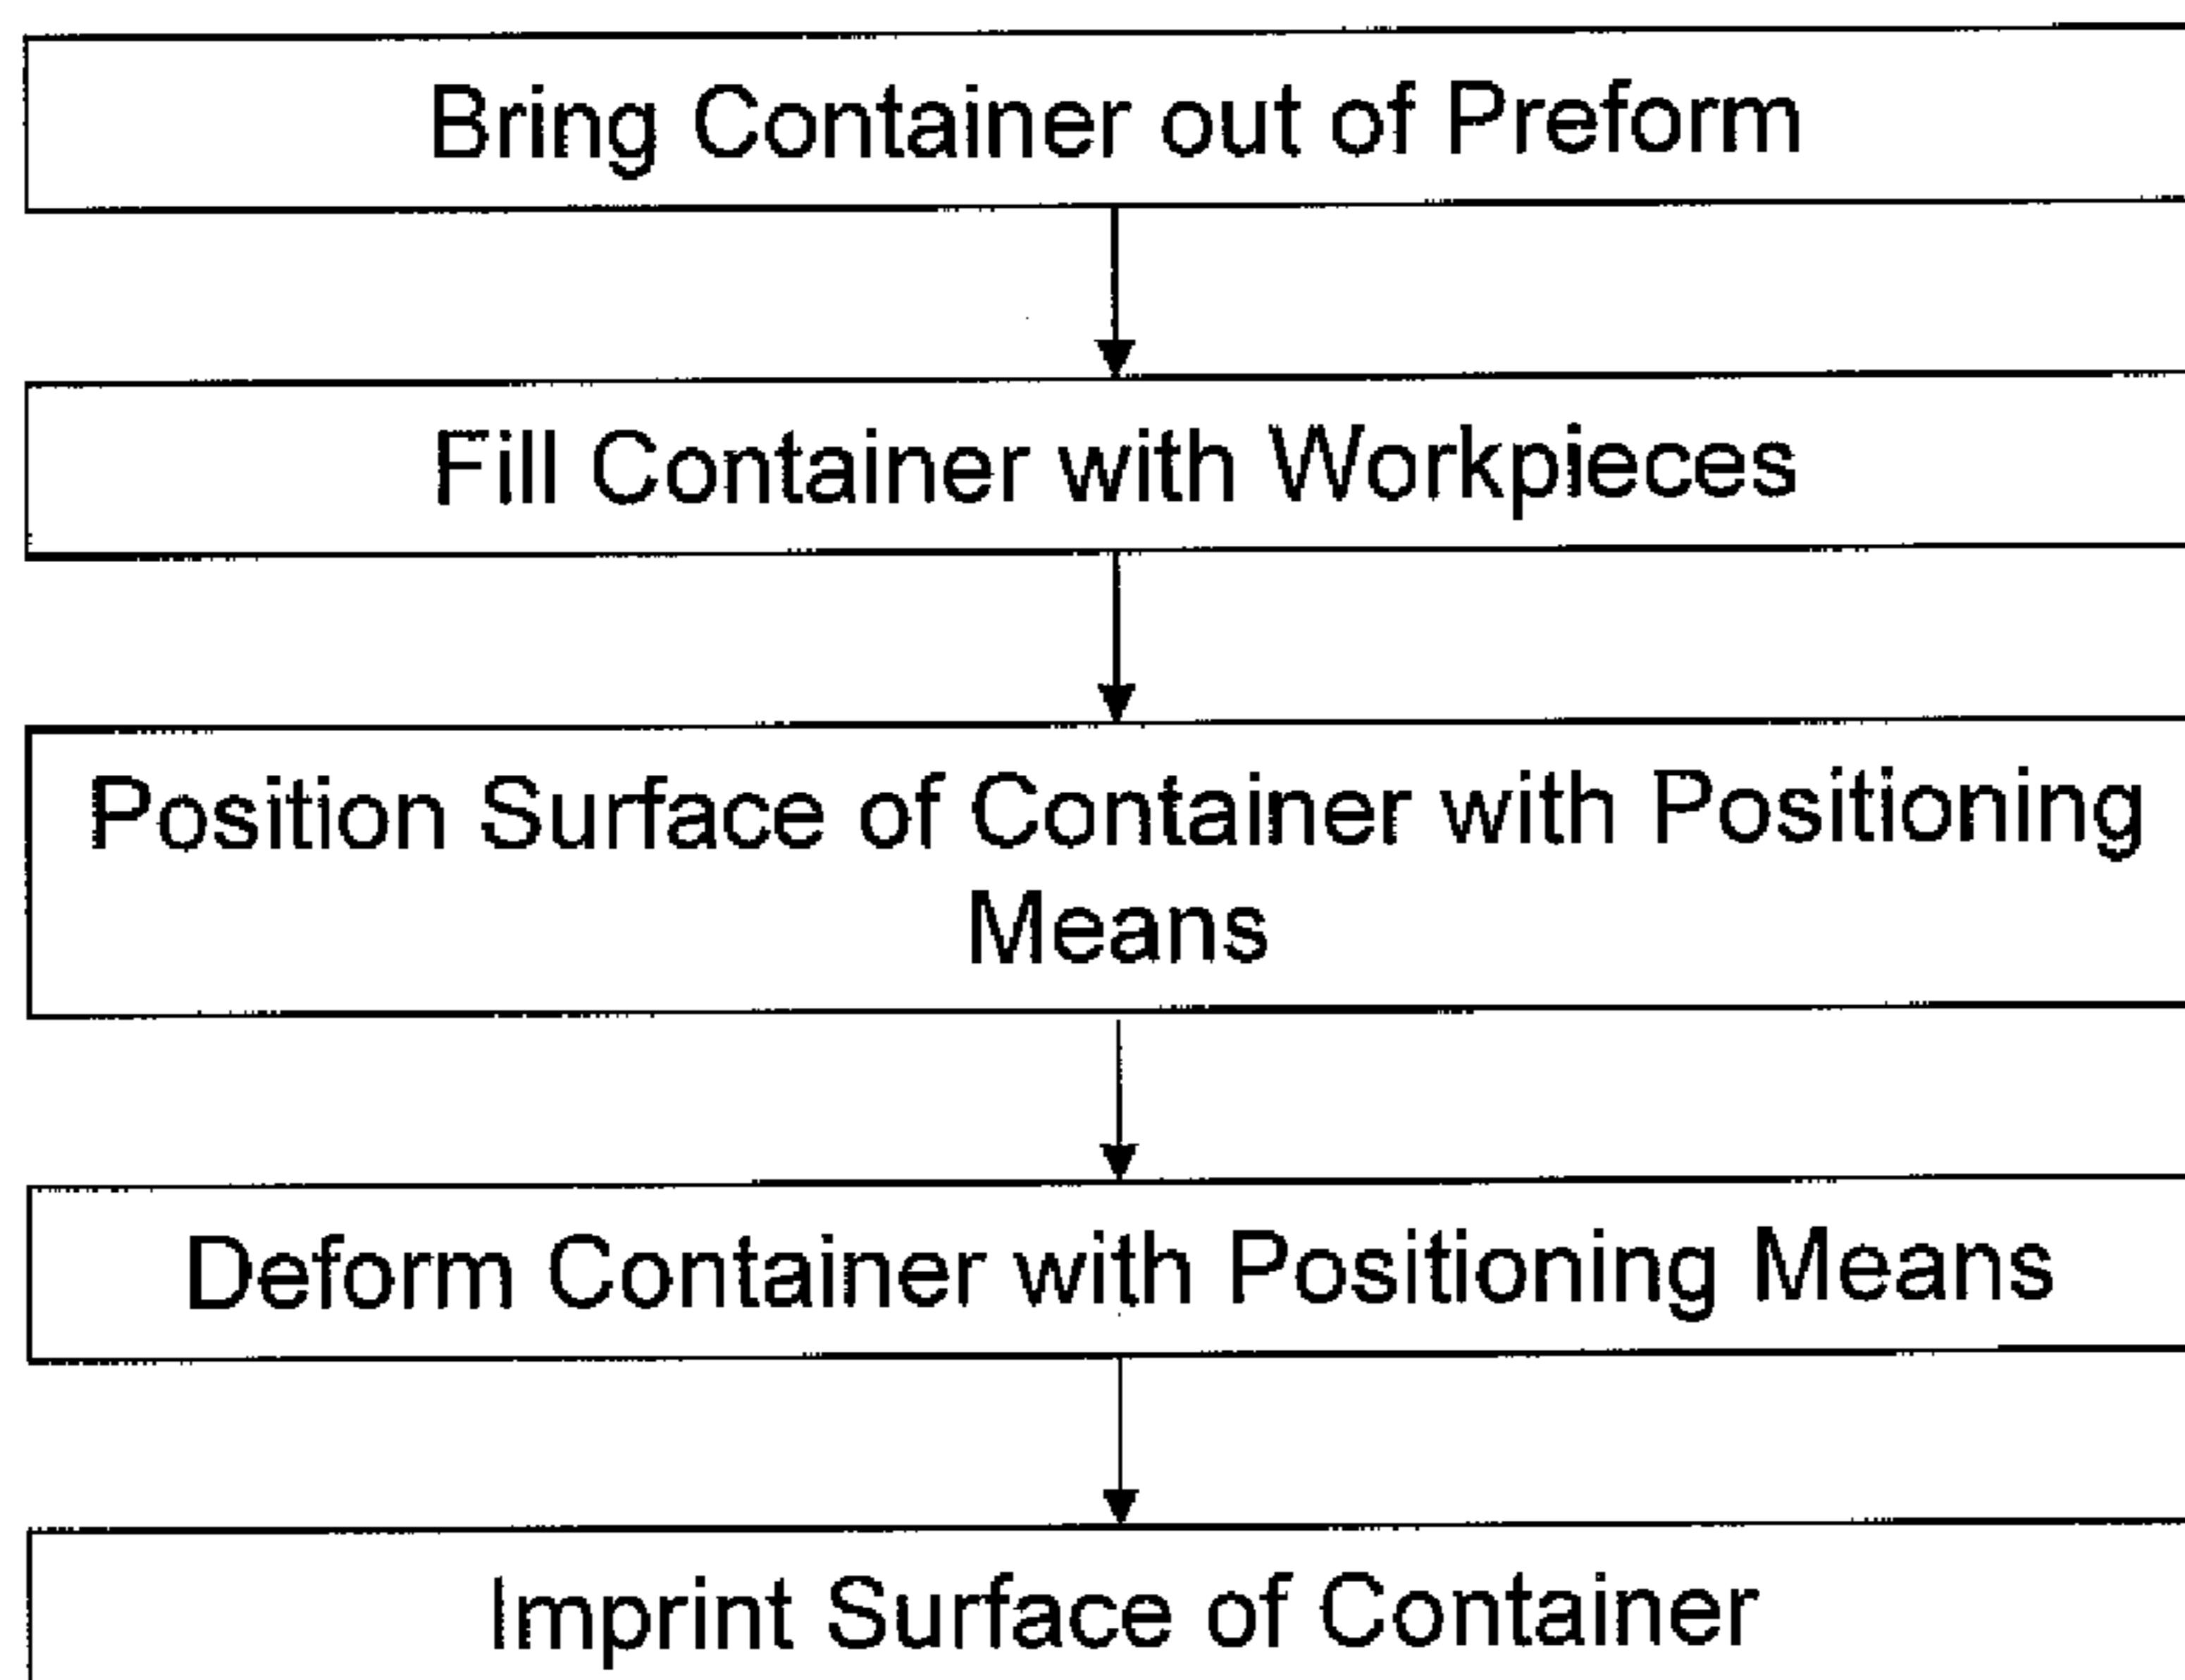 Bring Container out of Preform
Fill Container with Workpieces
Position Surface of Container with Positioning
Means
Deform Container with Positioning Means
Imprint Surface of Container